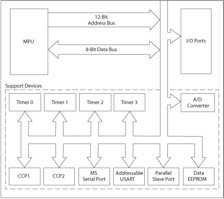 12-Bit
Address Bus
MPU
I/O Ports
8-Bit Data Bus
Support Devices
Timer 0
Timer 1
Timer 2
Timer 3
A/D
Converter
CCP1
CCP2
MS
Serial Port
Addressable
USART
Parallel
Slave Port
Data
EEPROM